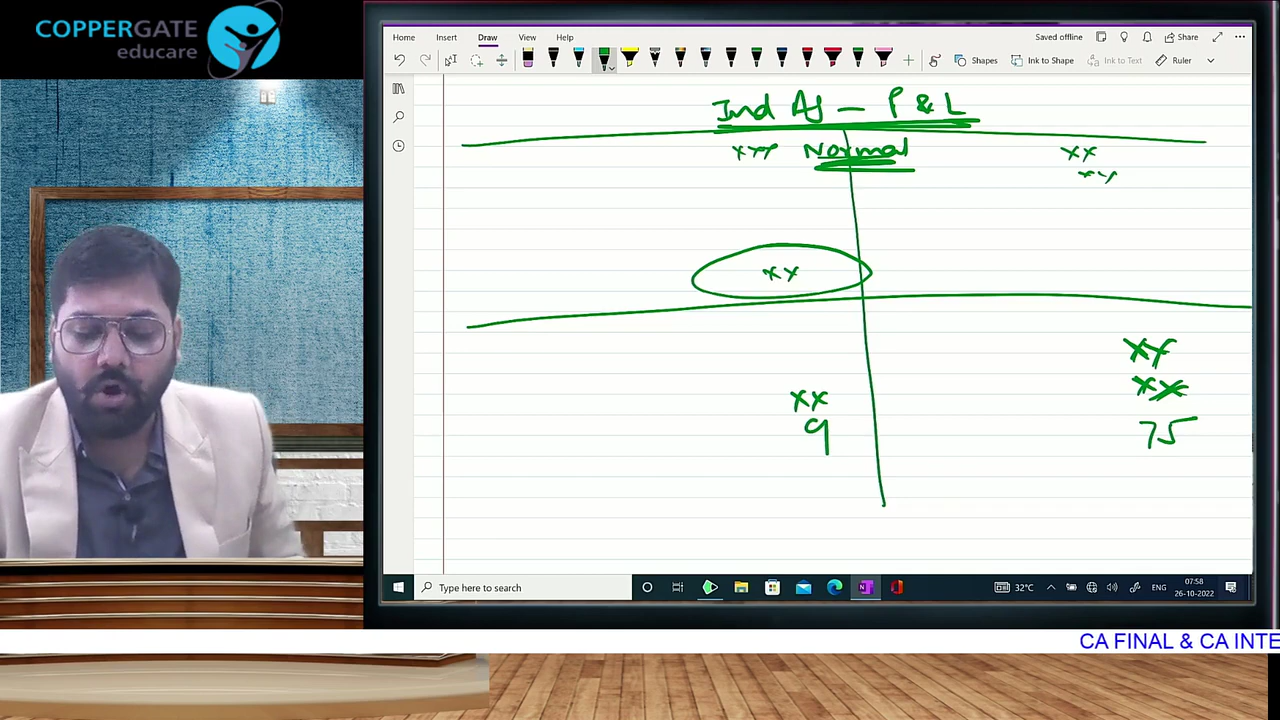 COPPERGATE
educare
Home Insert Draw View Help
Saved offline
Share
Shapes
Ink to Shape
Ink to Text
Ruler
Ind AS - P & L
xxx Normal xx
xx
xx
xx
xx
xx
9 75
Type here to search
32°C
ENG
07:58
26-10-2022
CA FINAL & CA INTE